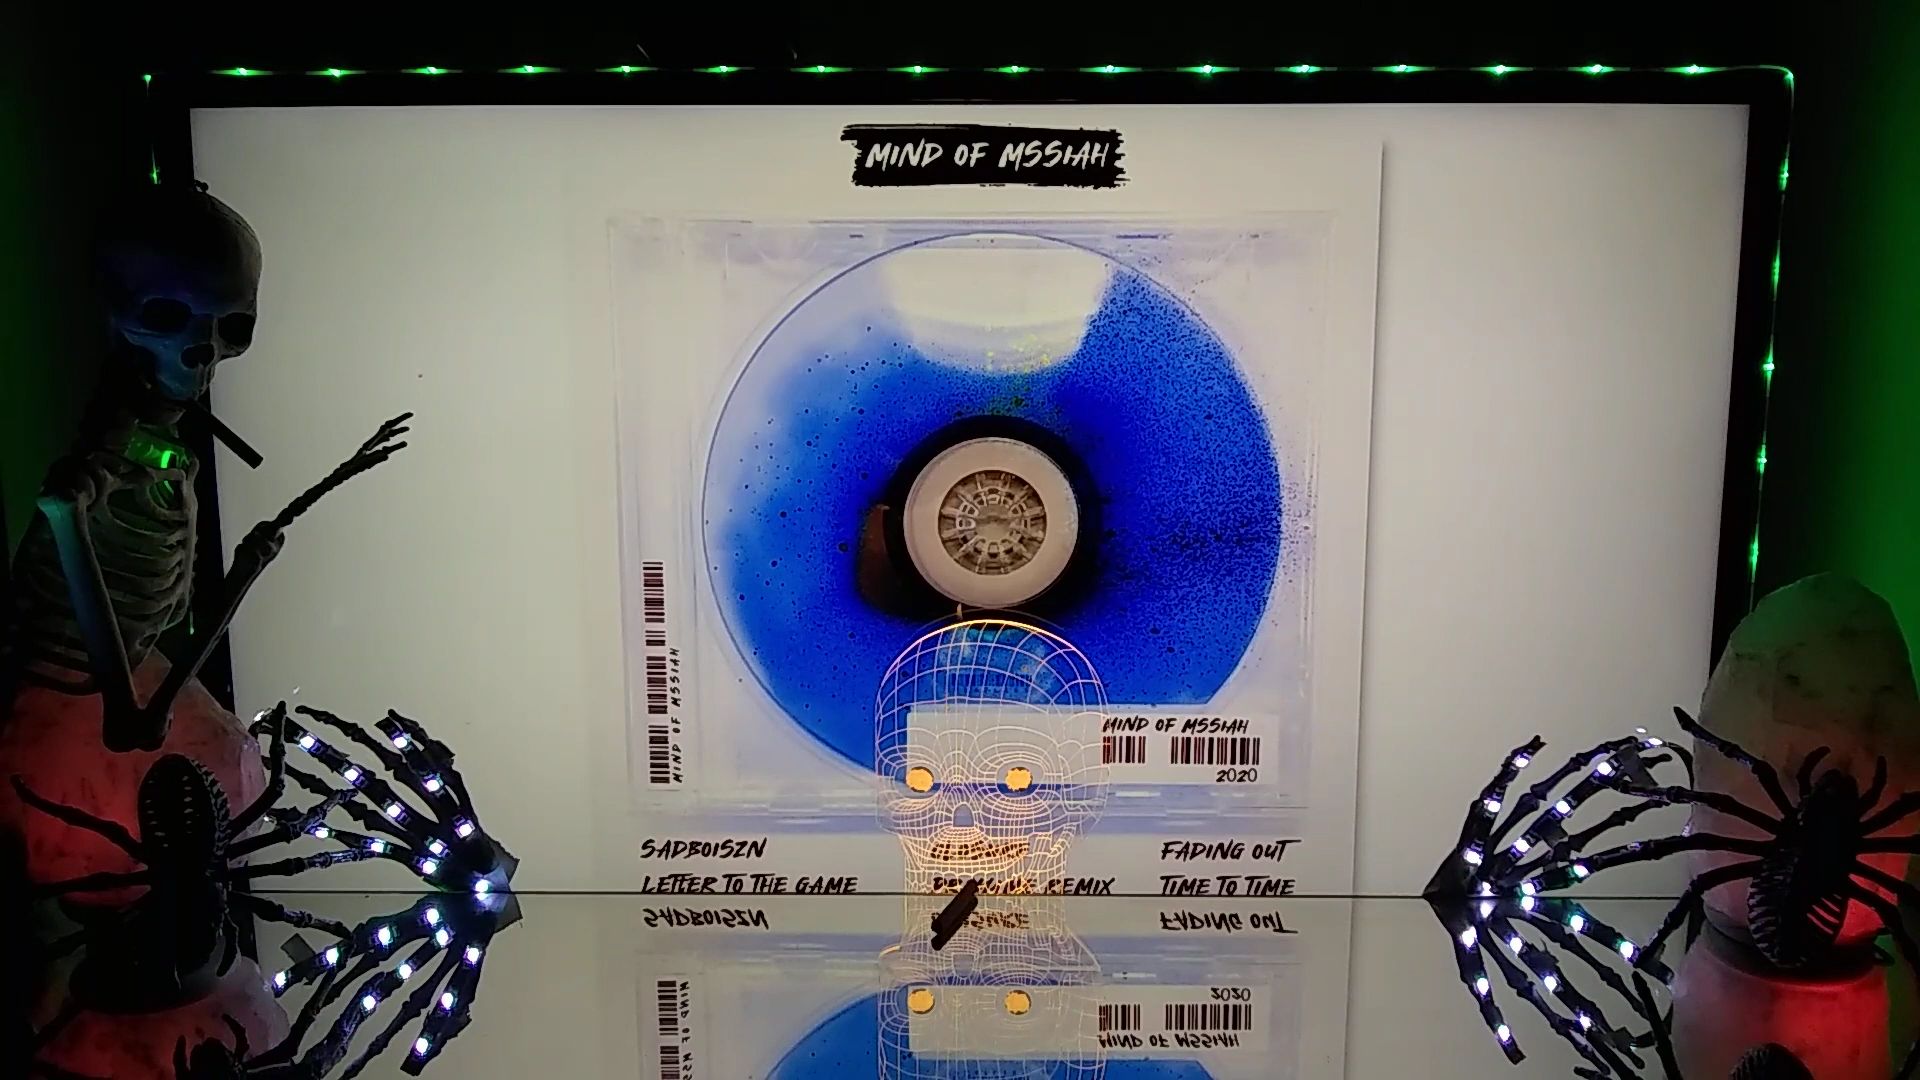 MIND OF MSSIAH
MIND OF MSSIAH
MIND OF MSSIAH
2020
SADBOISZN
LETTER TO THE GAME
REMIX
FADING OUT
TIME TO TIME